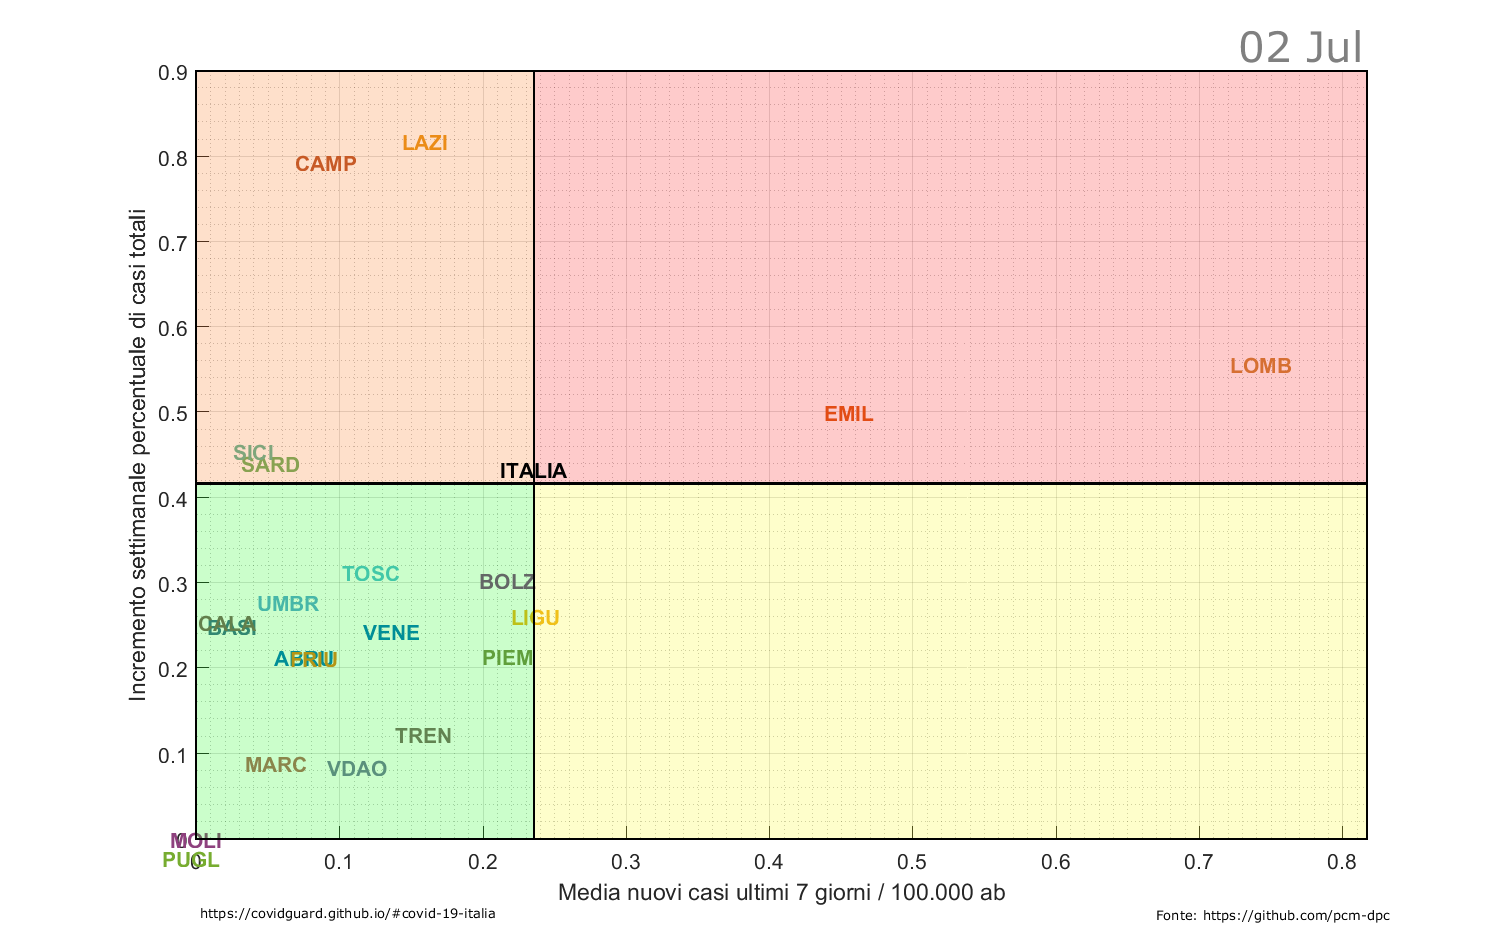 02 Jul
0.9
LAZI
0.8
CAMP
0.7
0.6
LOMB
0.5
EMIL
SICI
SARD
ITALIA
0.4
TOSC
0.3
BOLZ
UMBR
LIGU
CALA
BASI
VENE
ABRU
FRIU
PIEM
0.2
TREN
0.1
MARC
VDAO
0
MOLI
PUGL
0 0.1 0.2 0.3 0.4 0.5 0.6 0.7 0.8
Incremento settimanale percentuale di casi totali
Media nuovi casi ultimi 7 giorni / 100.000 ab
https://covidguard.github.io/#covid-19-italia
Fonte: https://github.com/pcm-dpc